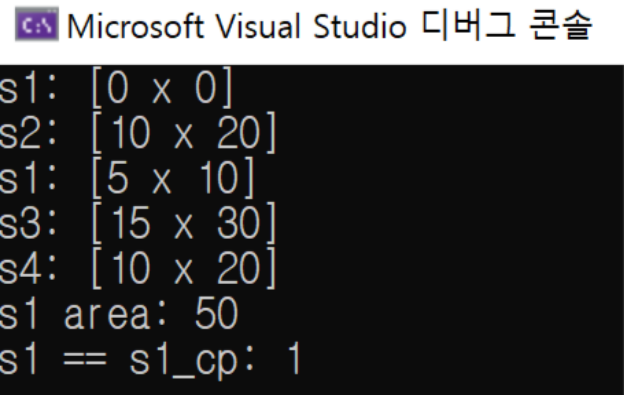 Microsoft Visual Studio 디버그 콘솔
s1: [0 x 0]
s2: [10 x 20]
s1: [5 x 10]
s3: [15 x 30]
s4: [10 x 20]
s1 area: 50
s1 == s1_cp: 1